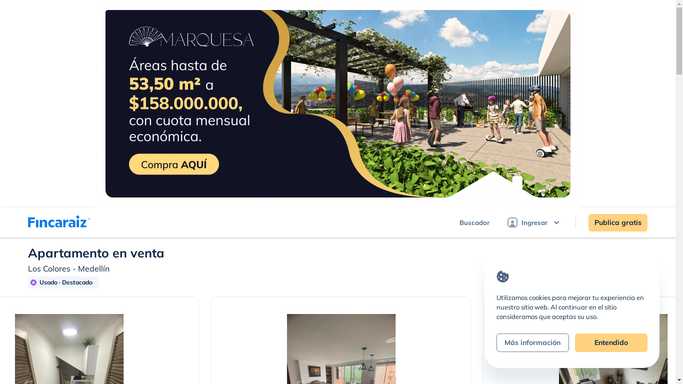 MARQUESA
Áreas hasta de
53,50 m² a
$158.000.000,
con cuota mensual
económica.
Compra AQUÍ
Fincaraiz
Buscador
Ingresar
Publica gratis
Apartamento en venta
Los Colores - Medellín
Usado · Destacado
Utilizamos cookies para mejorar tu experiencia en
nuestro sitio web. Al continuar en el sitio
consideramos que aceptas su uso.
Más información
Entendido